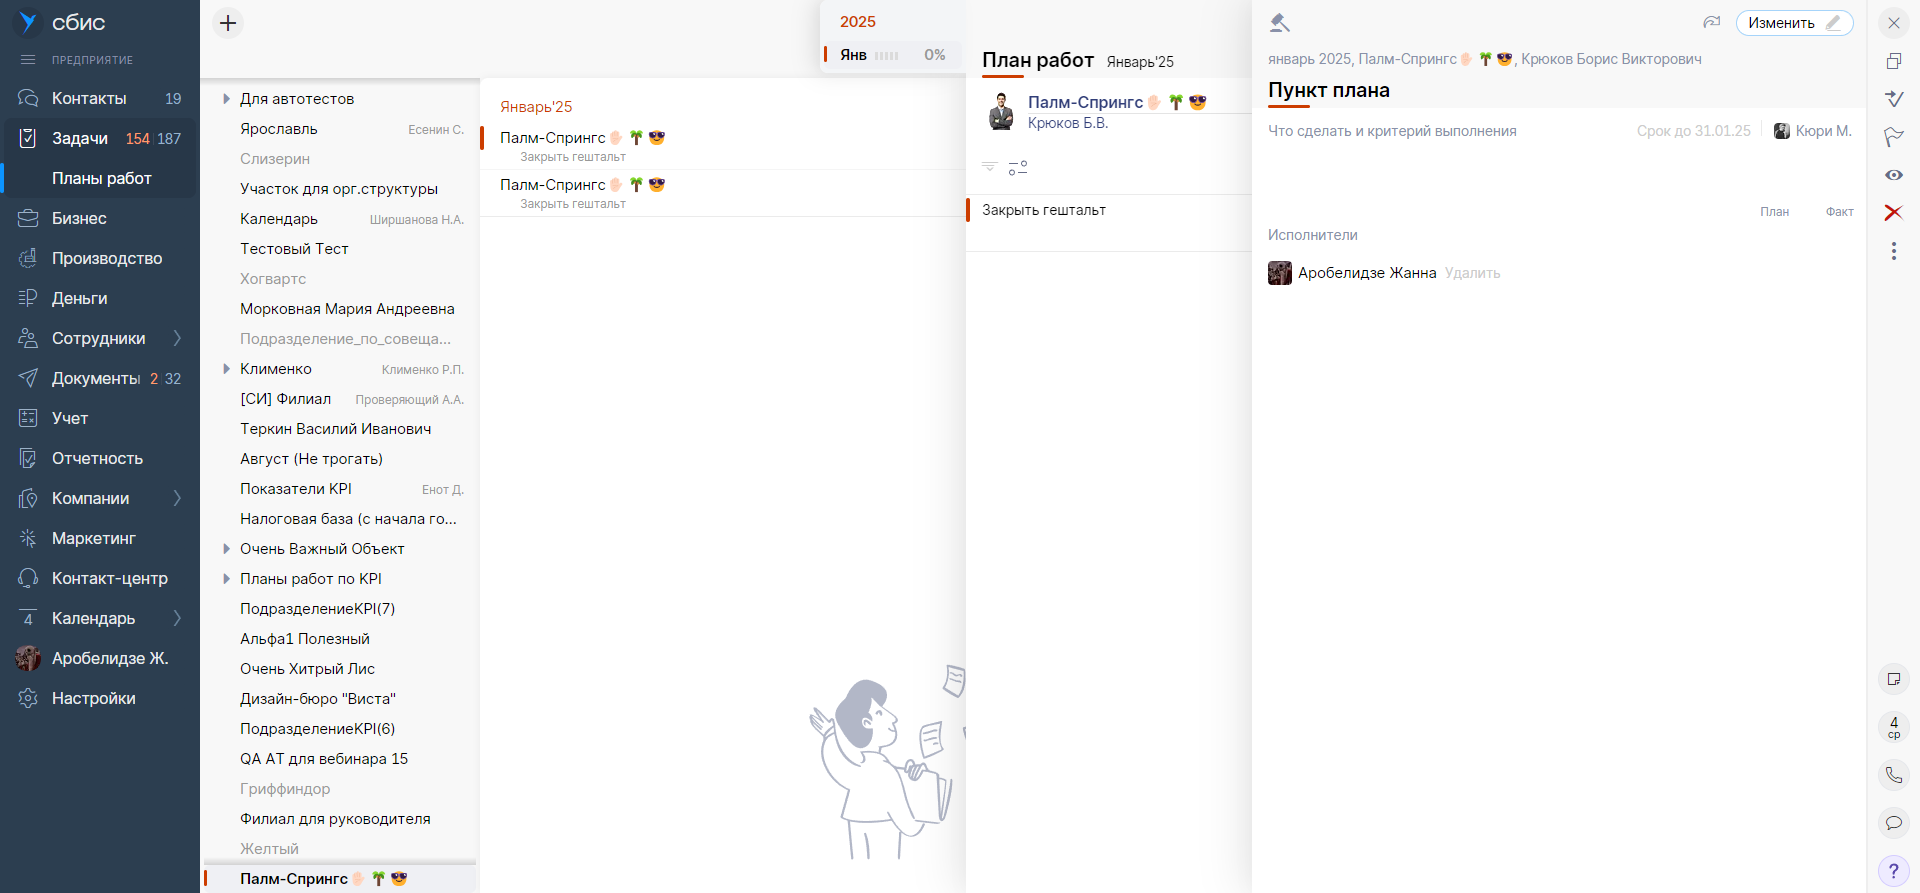 сбис
ПРЕДПРИЯТИЕ
Контакты 19
Задачи 154 187
Планы работ
Бизнес
Производство
Деньги
Сотрудники
Документы 2 32
Учет
Отчетность
Компании
Маркетинг
Контакт-центр
4 Календарь
Аробелидзе Ж.
Настройки
Для автотестов
Ярославль Есенин С.
Слизерин
Участок для орг.структуры
Календарь Ширшанова Н.А.
Тестовый Тест
Хогвартс
Морковная Мария Андреевна
Подразделение_по_совеща...
Клименко Клименко Р.П.
[СИ] Филиал Проверяющий А.А.
Теркин Василий Иванович
Август (Не трогать)
Показатели KPI Енот Д.
Налоговая база (с начала го...
Очень Важный Объект
Планы работ по KPI
ПодразделениеKPI(7)
Альфа1 Полезный
Очень Хитрый Лис
Дизайн-бюро "Виста"
ПодразделениеKPI(6)
QA АТ для вебинара 15
Гриффиндор
Филиал для руководителя
Желтый
Палм-Спрингс✋🏻🌴😎
2025
Янв 0%
Январь'25
Палм-Спрингс✋🏻🌴😎
Закрыть гештальт
Палм-Спрингс✋🏻🌴😎
Закрыть гештальт
План работ Январь'25
Палм-Спрингс✋🏻🌴😎
Крюков Б.В.
Закрыть гештальт
Изменить
январь 2025, Палм-Спрингс✋🏻🌴😎, Крюков Борис Викторович
Пункт плана
Что сделать и критерий выполнения Срок до 31.01.25 Кюри М.
План Факт
Исполнители
Аробелидзе Жанна Удалить
4
ср
?